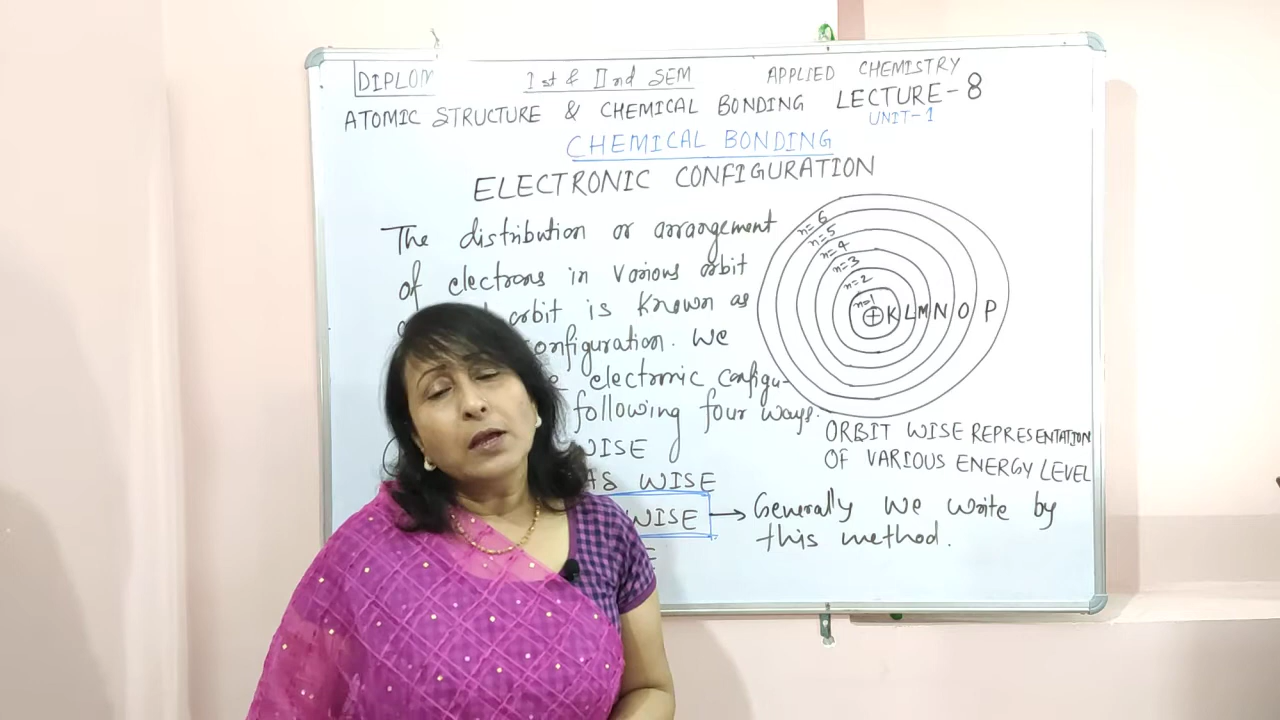 DIPLOM Ist & IInd SEM APPLIED CHEMISTRY
ATOMIC STRUCTURE & CHEMICAL BONDING LECTURE-8
UNIT-1
CHEMICAL BONDING
ELECTRONIC CONFIGURATION
The distribution or arrangement
of electrons in various orbit
orbit is known as
configuration. We
electronic configu-
following four ways.
WISE
AS WISE
WISE → Generally we write by
this method.
n=6
n=5
n=4
n=3
n=2
n=1
+ K L M N O P
ORBIT WISE REPRESENTATION
OF VARIOUS ENERGY LEVEL